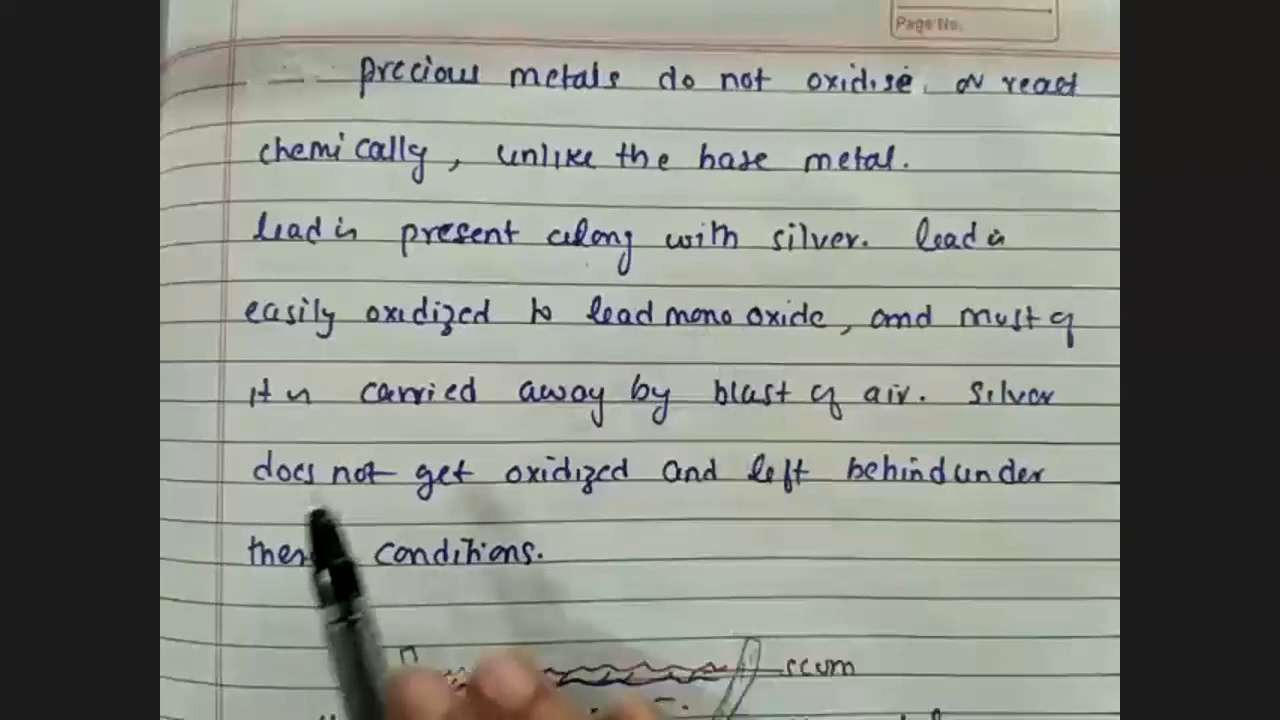 Page No.
precious metals do not oxidise or react
chemically, unlike the base metal.
lead is present along with silver. lead is
easily oxidized to lead mono oxide, and most of
it is carried away by blast of air. Silver
does not get oxidized and left behind under
conditions.
scum